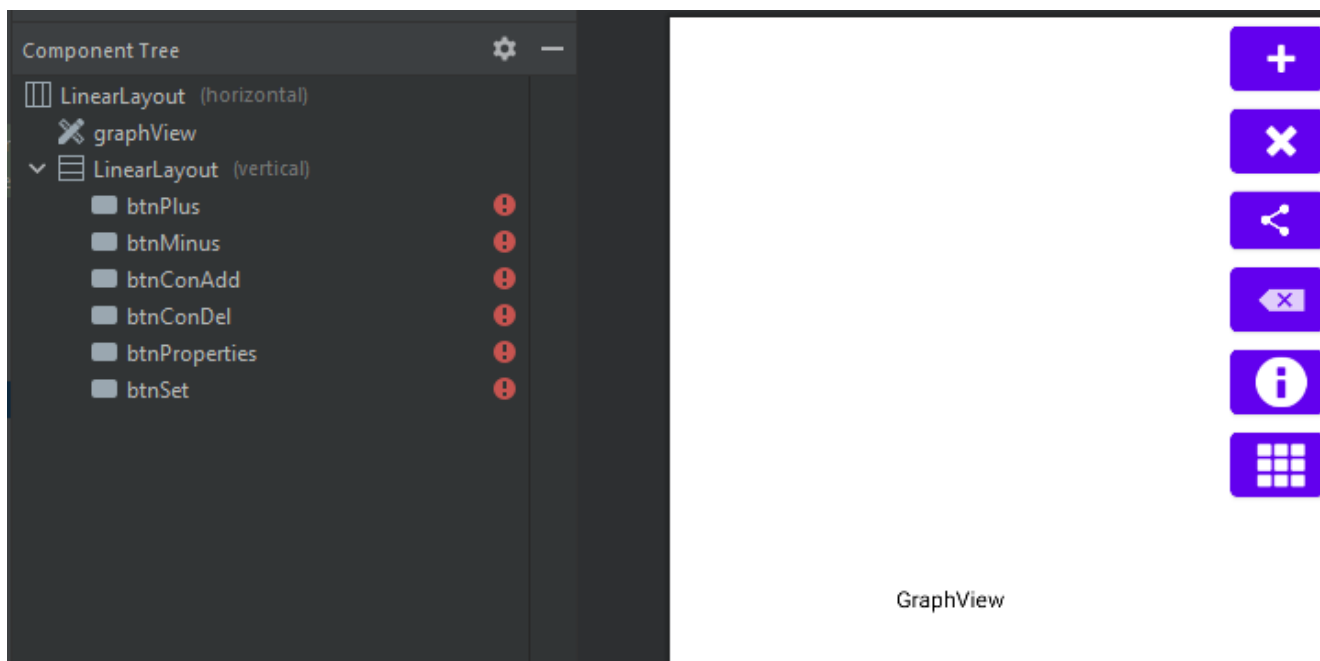 Component Tree
LinearLayout (horizontal)
graphView
LinearLayout (vertical)
btnPlus
btnMinus
btnConAdd
btnConDel
btnProperties
btnSet
GraphView